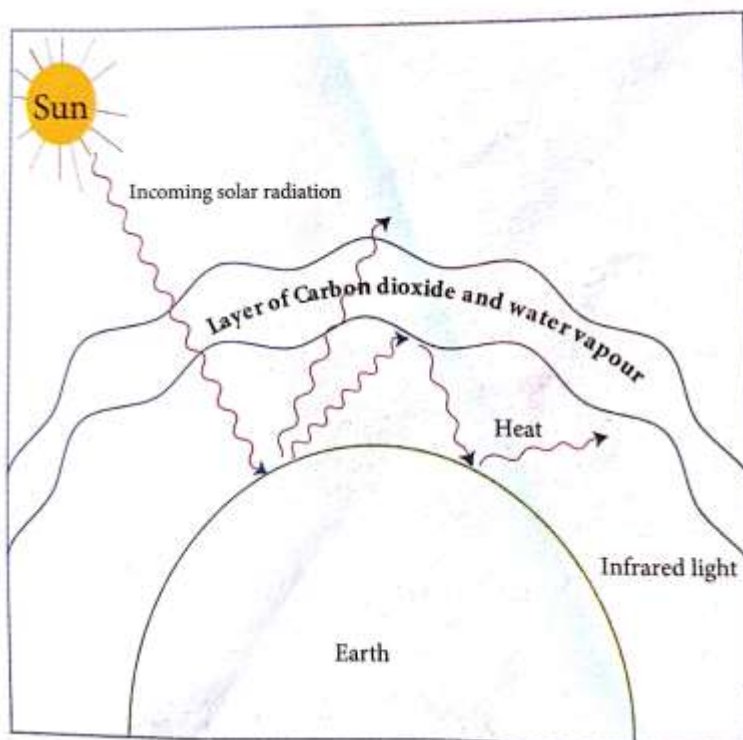 Sun
Incoming solar radiation
Layer of Carbon dioxide and water vapour
Heat
Infrared light
Earth